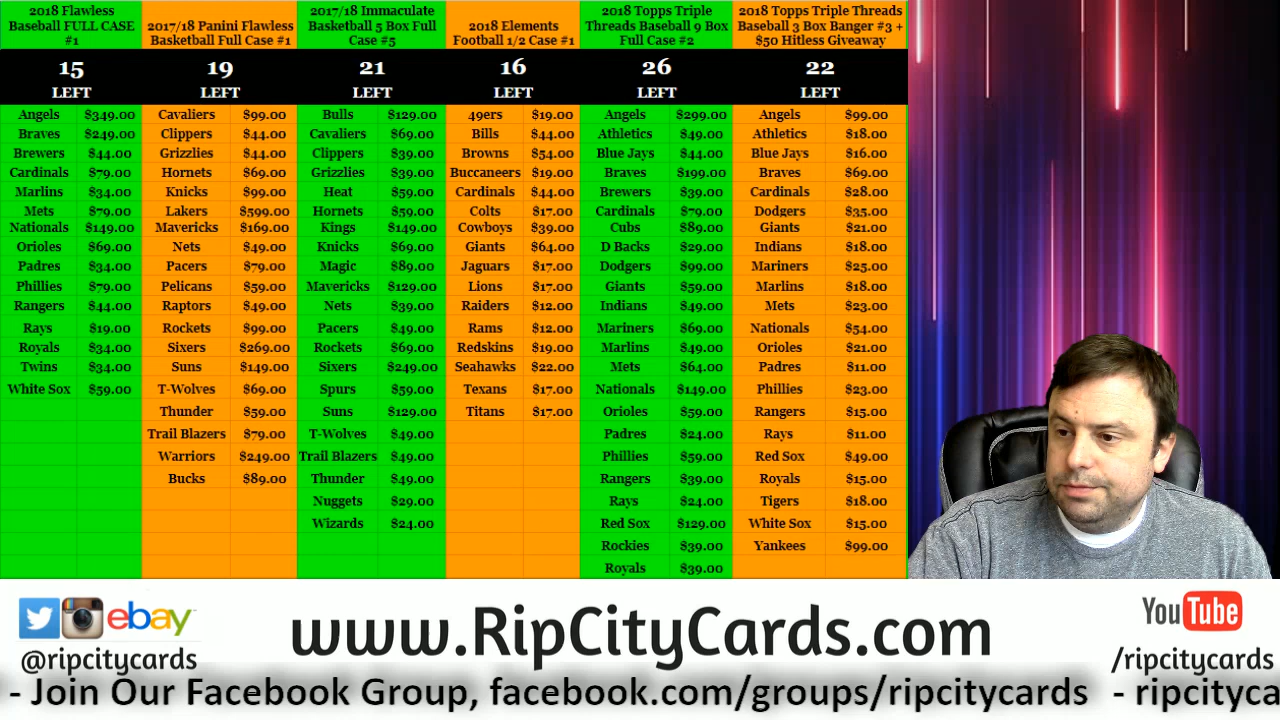 2018 Flawless
Baseball FULL CASE
#1
15
LEFT
Angels $349.00
Braves $249.00
Brewers $44.00
Cardinals $79.00
Marlins $34.00
Mets $79.00
Nationals $149.00
Orioles $69.00
Padres $34.00
Phillies $79.00
Rangers $44.00
Rays $19.00
Royals $34.00
Twins $34.00
White Sox $59.00
2017/18 Panini Flawless
Basketball Full Case #1
19
LEFT
Cavaliers $99.00
Clippers $44.00
Grizzlies $44.00
Hornets $69.00
Knicks $99.00
Lakers $599.00
Mavericks $169.00
Nets $49.00
Pacers $79.00
Pelicans $59.00
Raptors $49.00
Rockets $99.00
Sixers $269.00
Suns $149.00
T-Wolves $69.00
Thunder $59.00
Trail Blazers $79.00
Warriors $249.00
Bucks $89.00
2017/18 Immaculate
Basketball 5 Box Full
Case #5
21
LEFT
Bulls $129.00
Cavaliers $69.00
Clippers $39.00
Grizzlies $39.00
Heat $59.00
Hornets $59.00
Kings $149.00
Knicks $69.00
Magic $89.00
Mavericks $129.00
Nets $39.00
Pacers $49.00
Rockets $69.00
Sixers $249.00
Spurs $59.00
Suns $129.00
T-Wolves $49.00
Trail Blazers $49.00
Thunder $49.00
Nuggets $29.00
Wizards $24.00
2018 Elements
Football 1/2 Case #1
16
LEFT
49ers $19.00
Bills $44.00
Browns $54.00
Buccaneers $19.00
Cardinals $44.00
Colts $17.00
Cowboys $39.00
Giants $64.00
Jaguars $17.00
Lions $17.00
Raiders $12.00
Rams $12.00
Redskins $19.00
Seahawks $22.00
Texans $17.00
Titans $17.00
2018 Topps Triple
Threads Baseball 9 Box
Full Case #2
26
LEFT
Angels $299.00
Athletics $49.00
Blue Jays $44.00
Braves $199.00
Brewers $39.00
Cardinals $79.00
Cubs $89.00
D Backs $29.00
Dodgers $99.00
Giants $59.00
Indians $49.00
Mariners $69.00
Marlins $49.00
Mets $64.00
Nationals $149.00
Orioles $59.00
Padres $24.00
Phillies $59.00
Rangers $39.00
Rays $24.00
Red Sox $129.00
Rockies $39.00
Royals $39.00
2018 Topps Triple Threads
Baseball 3 Box Banger #3 +
$50 Hitless Giveaway
22
LEFT
Angels $99.00
Athletics $18.00
Blue Jays $16.00
Braves $69.00
Cardinals $28.00
Dodgers $35.00
Giants $21.00
Indians $18.00
Mariners $25.00
Marlins $18.00
Mets $23.00
Nationals $54.00
Orioles $21.00
Padres $11.00
Phillies $23.00
Rangers $15.00
Rays $11.00
Red Sox $49.00
Royals $15.00
Tigers $18.00
White Sox $15.00
Yankees $99.00
ebay
@ripcitycards
www.RipCityCards.com
YouTube
/ripcitycards
- Join Our Facebook Group, facebook.com/groups/ripcitycards - ripcityca